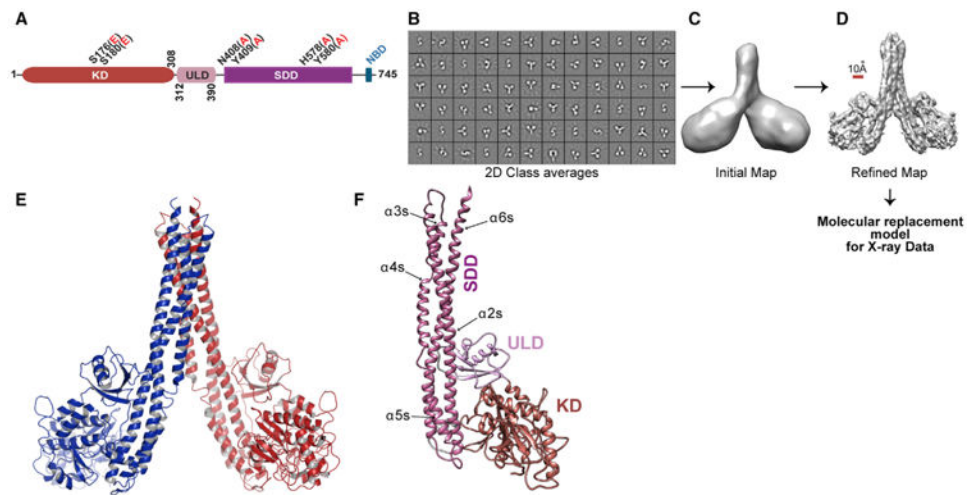 A
S176(E)
S180(E)
308
N408(A)
Y409(A)
H578(A)
Y580(A)
NBD
1
KD
ULD
SDD
745
312
390
B
2D Class averages
C
Initial Map
D
10Å
Refined Map
Molecular replacement
model
for X-ray Data
E
F
α3s
α6s
α4s
SDD
α2s
ULD
KD
α5s